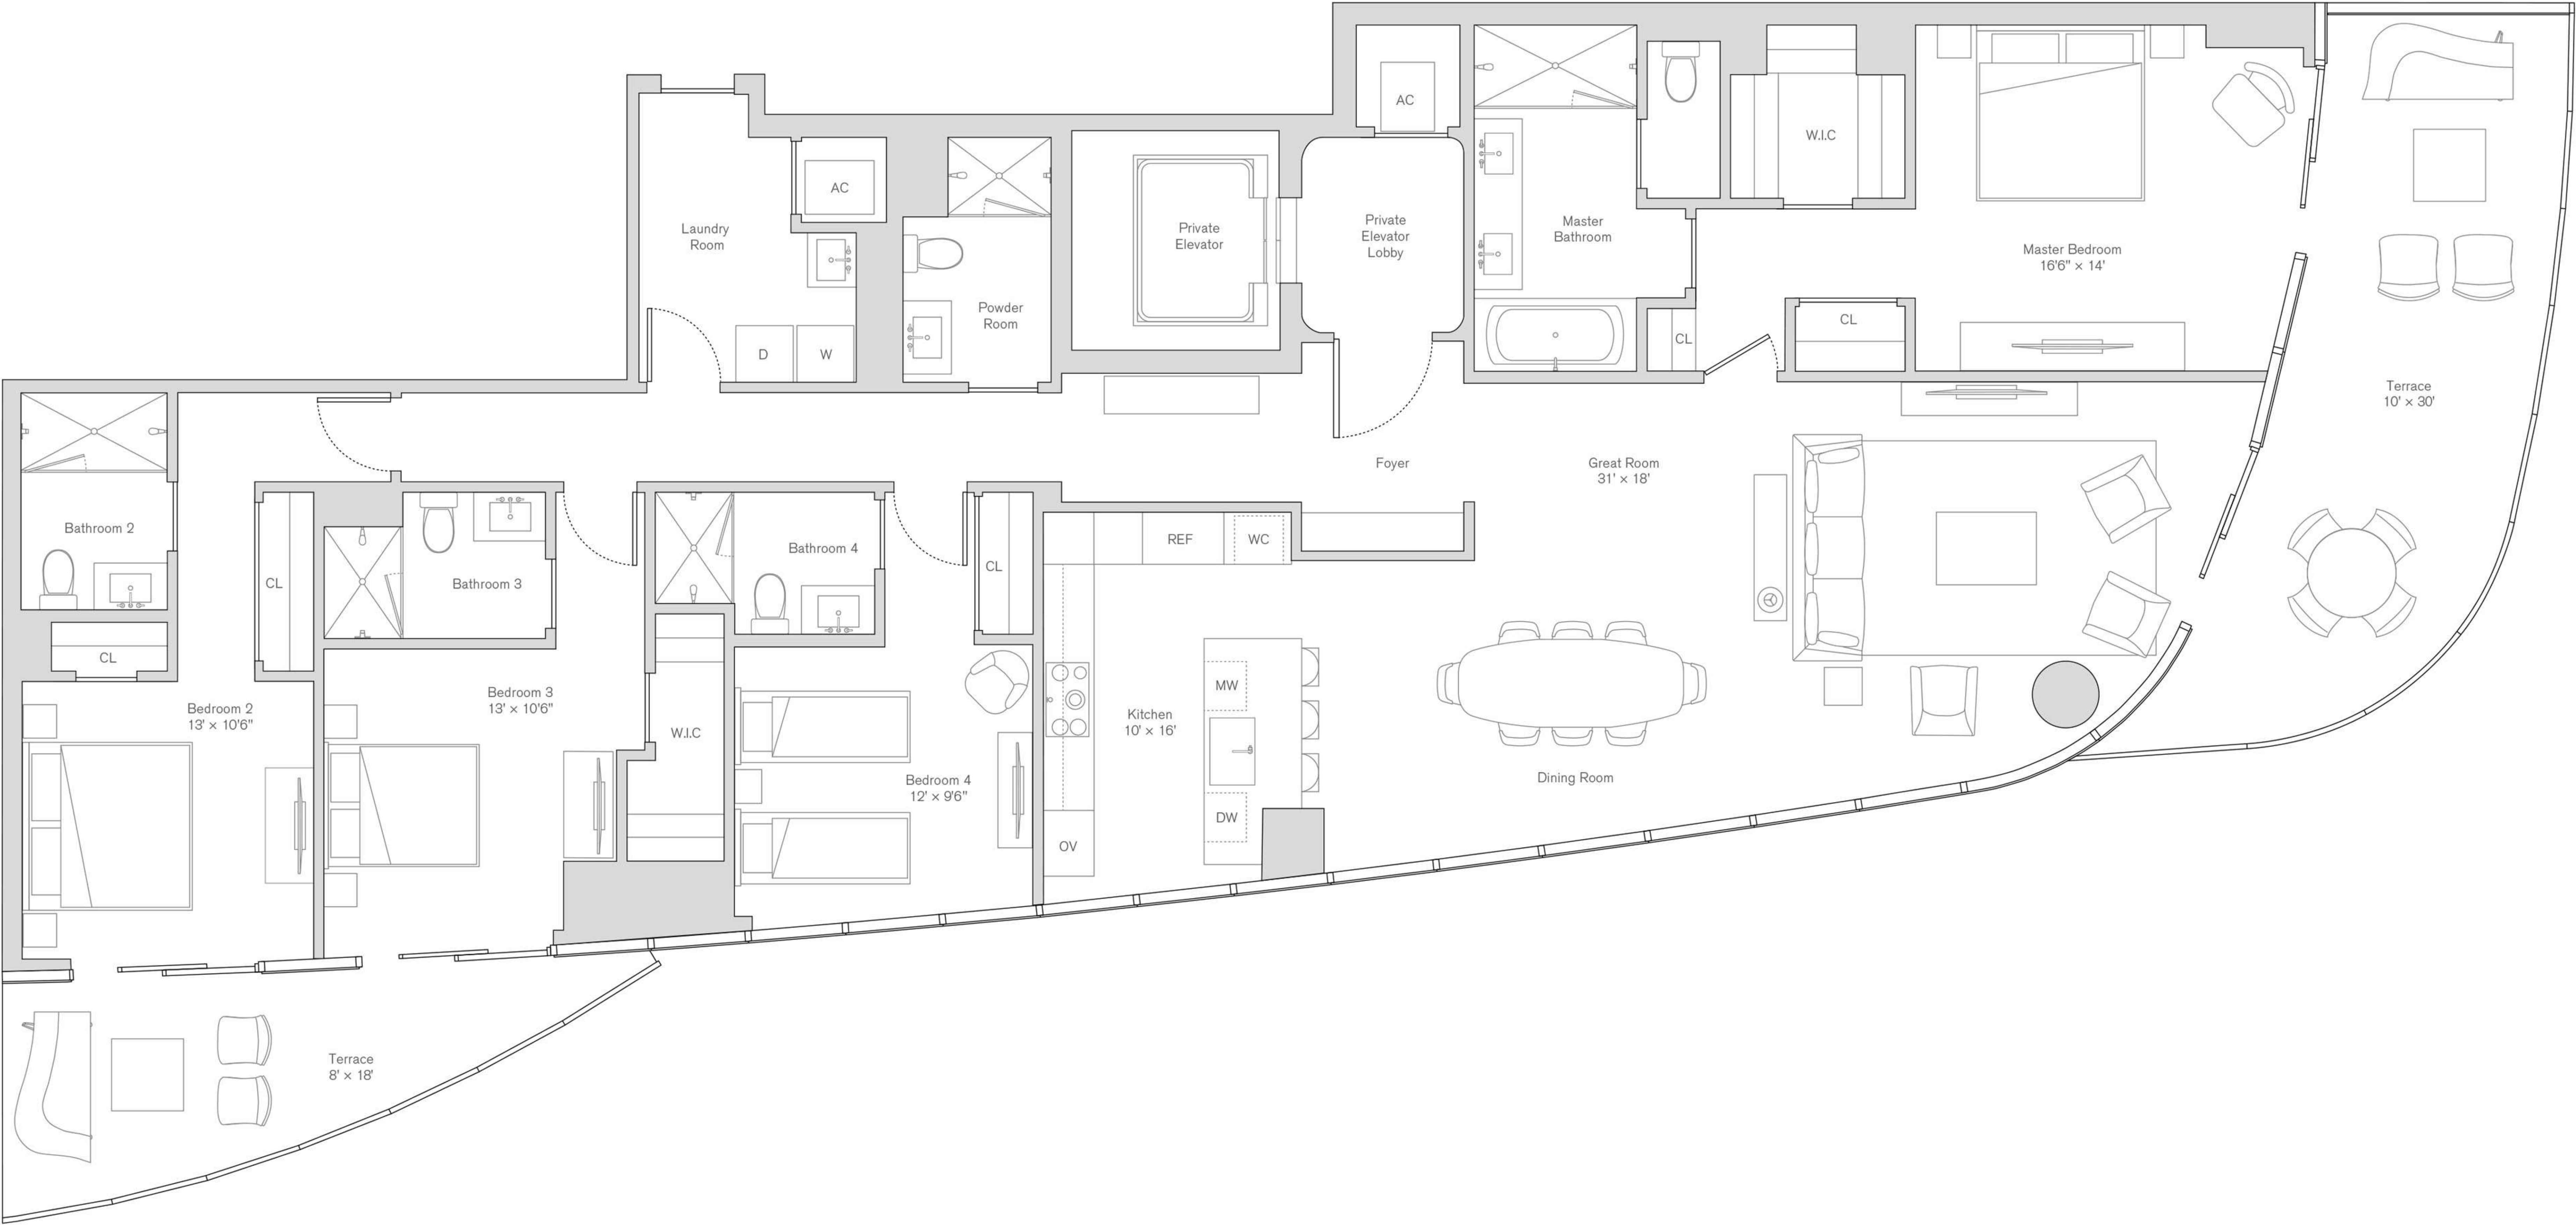 AC
W.I.C
AC
Laundry
Room
Private
Elevator
Private
Elevator
Lobby
Master
Bathroom
Master Bedroom
16'6" × 14'
Powder
Room
D
W
CL
CL
Terrace
10' × 30'
Foyer
Great Room
31' × 18'
Bathroom 2
Bathroom 3
Bathroom 4
CL
CL
REF
WC
CL
Bedroom 2
13' × 10'6"
Bedroom 3
13' × 10'6"
W.I.C
Bedroom 4
12' × 9'6"
Kitchen
10' × 16'
MW
DW
OV
Dining Room
Terrace
8' × 18'